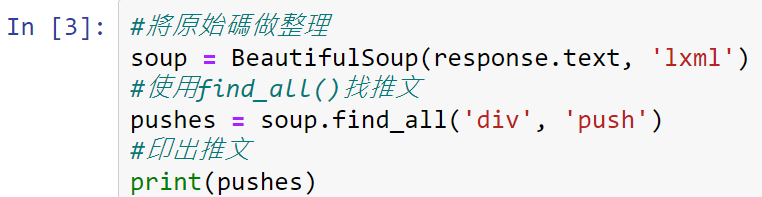 In [3]: #將原始碼做整理
soup = BeautifulSoup(response.text, 'lxml')
#使用find_all()找推文
pushes = soup.find_all('div', 'push')
#印出推文
print(pushes)